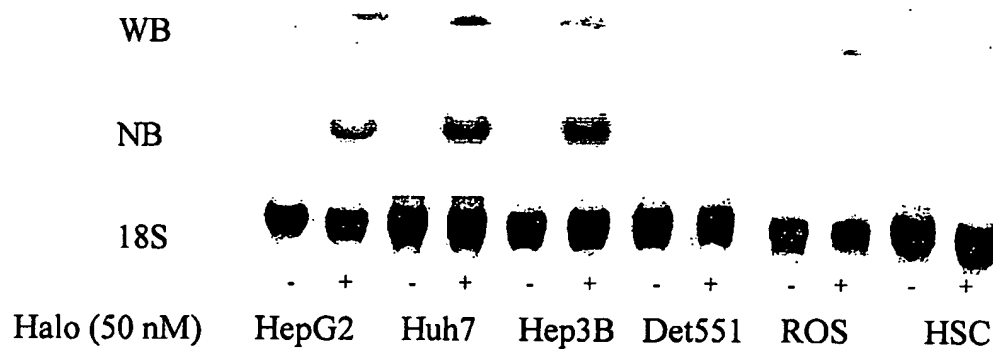 WB
NB
18S
- + - + - + - + - + - +
Halo (50 nM) HepG2 Huh7 Hep3B Det551 ROS HSC